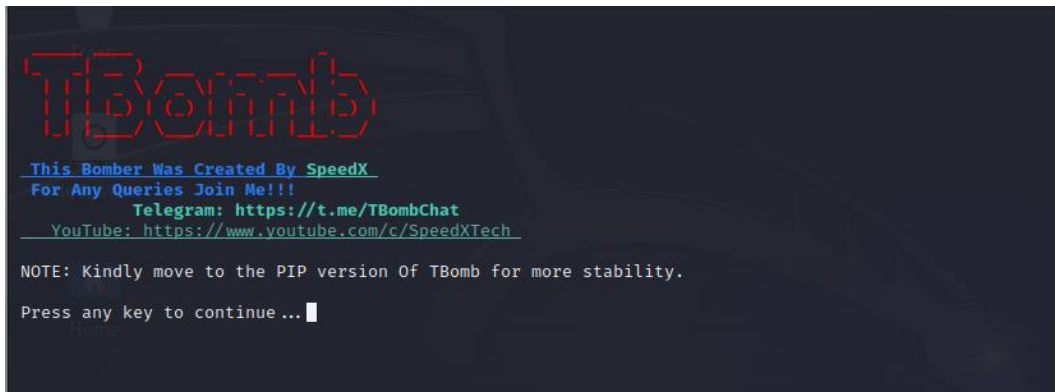 TBomb
This Bomber Was Created By SpeedX
For Any Queries Join Me!!!
Telegram: https://t.me/TBombChat
YouTube: https://www.youtube.com/c/SpeedXTech
NOTE: Kindly move to the PIP version Of TBomb for more stability.
Press any key to continue...
Home